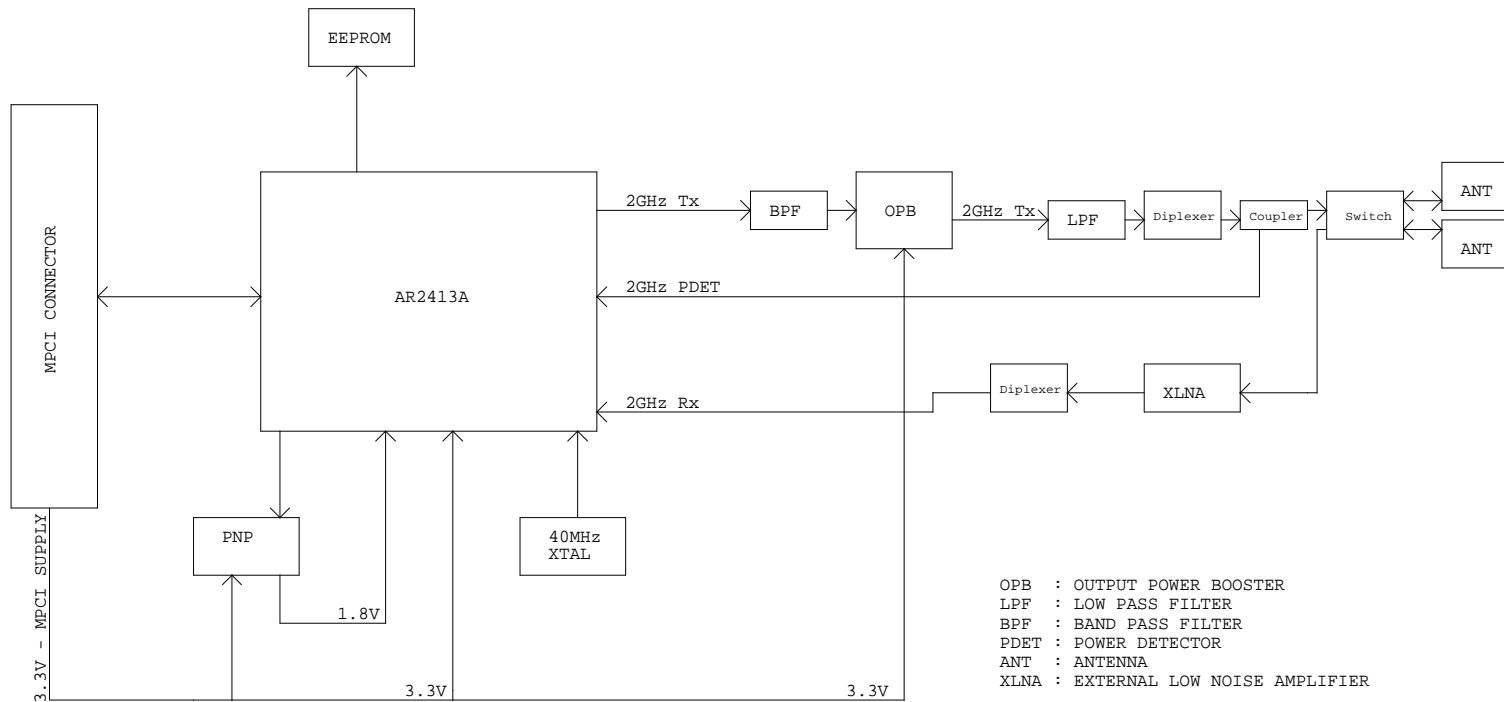 EEPROM
MPCI CONNECTOR
AR2413A
2GHz Tx
BPF
OPB
2GHz Tx
LPF
Diplexer
Coupler
Switch
ANT
ANT
2GHz PDET
2GHz Rx
Diplexer
XLNA
PNP
40MHz
XTAL
1.8V
3.3V - MPCI SUPPLY
3.3V
3.3V
OPB : OUTPUT POWER BOOSTER
LPF : LOW PASS FILTER
BPF : BAND PASS FILTER
PDET : POWER DETECTOR
ANT : ANTENNA
XLNA : EXTERNAL LOW NOISE AMPLIFIER